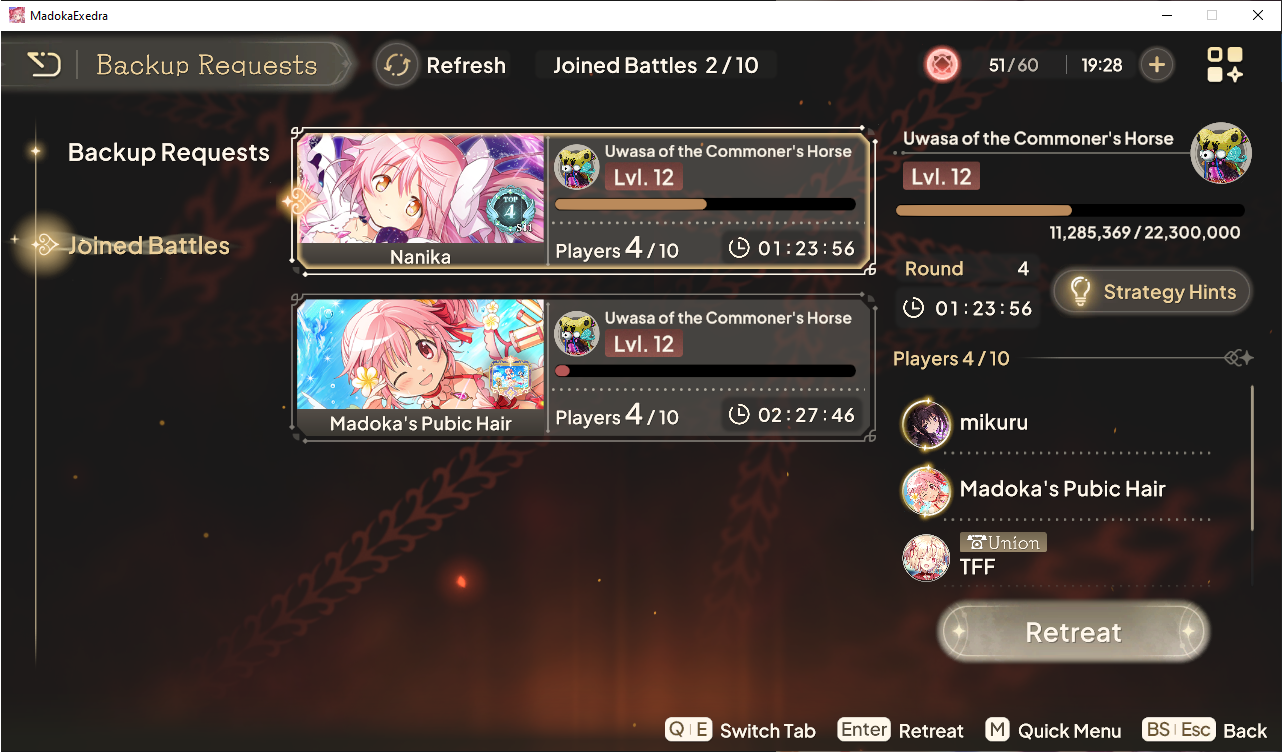 MadokaExedra
Backup Requests
Refresh
Joined Battles 2/10
51/60
19:28
Backup Requests
Joined Battles
TOP
4
S11
Nanika
Uwasa of the Commoner's Horse
Lvl. 12
Players 4/10
01:23:56
Madoka's Pubic Hair
Uwasa of the Commoner's Horse
Lvl. 12
Players 4/10
02:27:46
Uwasa of the Commoner's Horse
Lvl. 12
11,285,369/22,300,000
Round 4
01:23:56
Strategy Hints
Players 4/10
mikuru
Madoka's Pubic Hair
Union
TFF
Retreat
Q E Switch Tab Enter Retreat M Quick Menu BS Esc Back